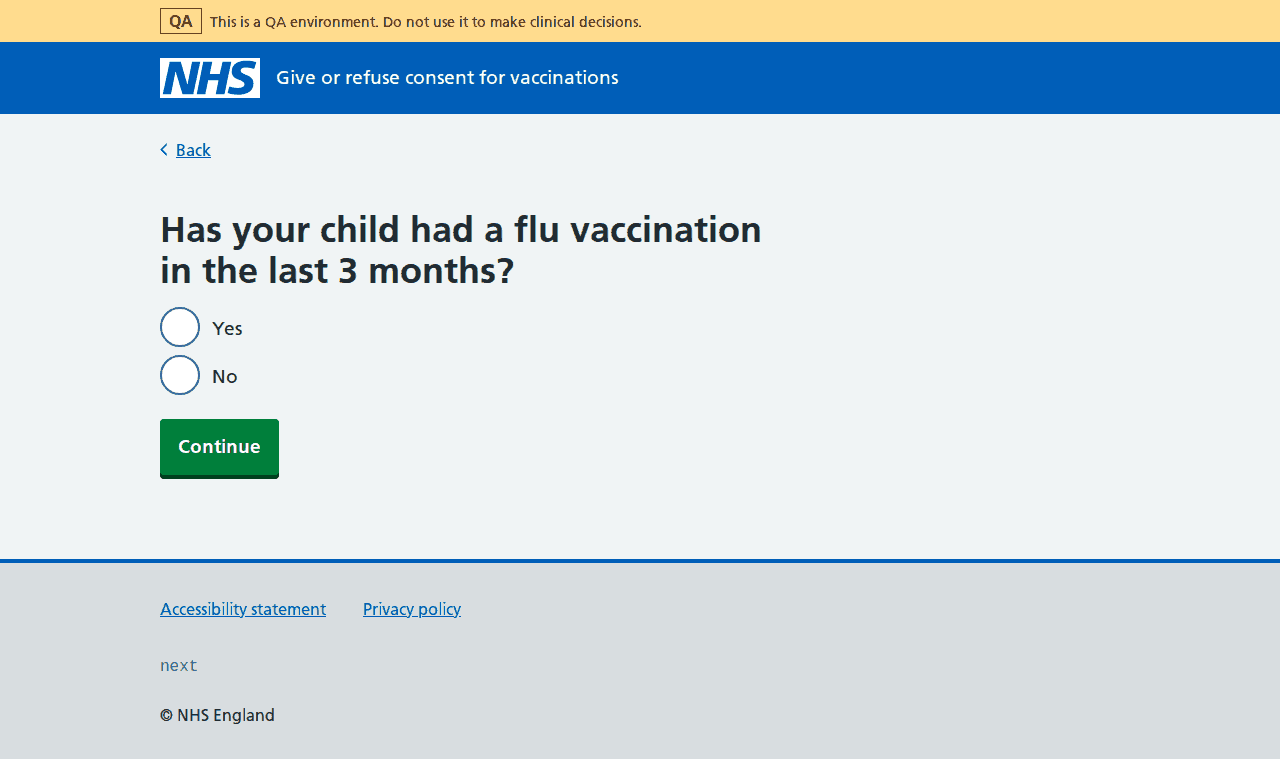 QA This is a QA environment. Do not use it to make clinical decisions.
NHS Give or refuse consent for vaccinations
Back
Has your child had a flu vaccination
in the last 3 months?
Yes
No
Continue
Accessibility statement Privacy policy
next
© NHS England